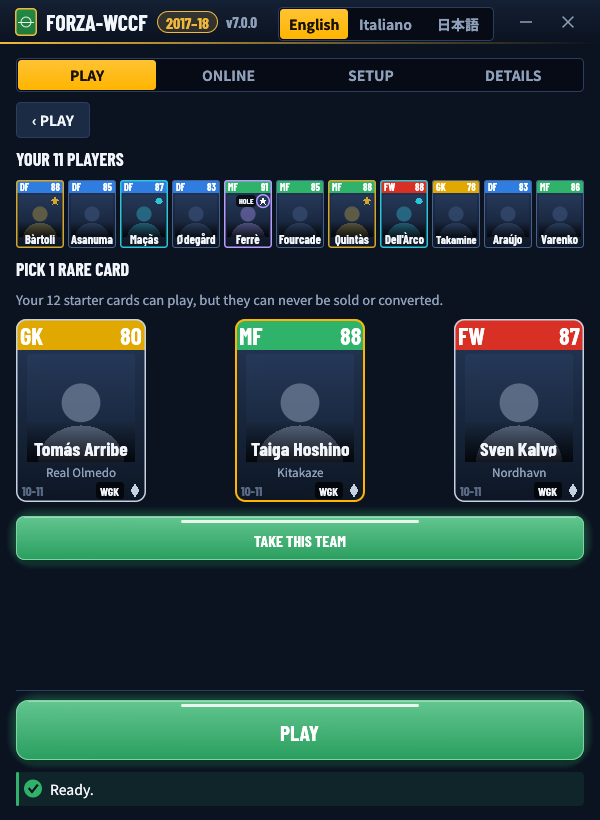 FORZA-WCCF 2017-18 v7.0.0 English Italiano 日本語
PLAY ONLINE SETUP DETAILS
‹ PLAY
YOUR 11 PLAYERS
DF 88 DF 85 DF 87 DF 83 MF 91 MF 85 MF 88 FW 88 GK 78 DF 83 MF 86
HOLE
Bàrtoli Asanuma Maçãs Ødegård Ferrè Fourcade Quintàs Dell'Àrco Takamine Araújo Varenko
PICK 1 RARE CARD
Your 12 starter cards can play, but they can never be sold or converted.
GK 80 MF 88 FW 87
Tomás Arribe Taiga Hoshino Sven Kalvø
Real Olmedo Kitakaze Nordhavn
10-11 WGK 10-11 WGK 10-11 WGK
TAKE THIS TEAM
PLAY
Ready.